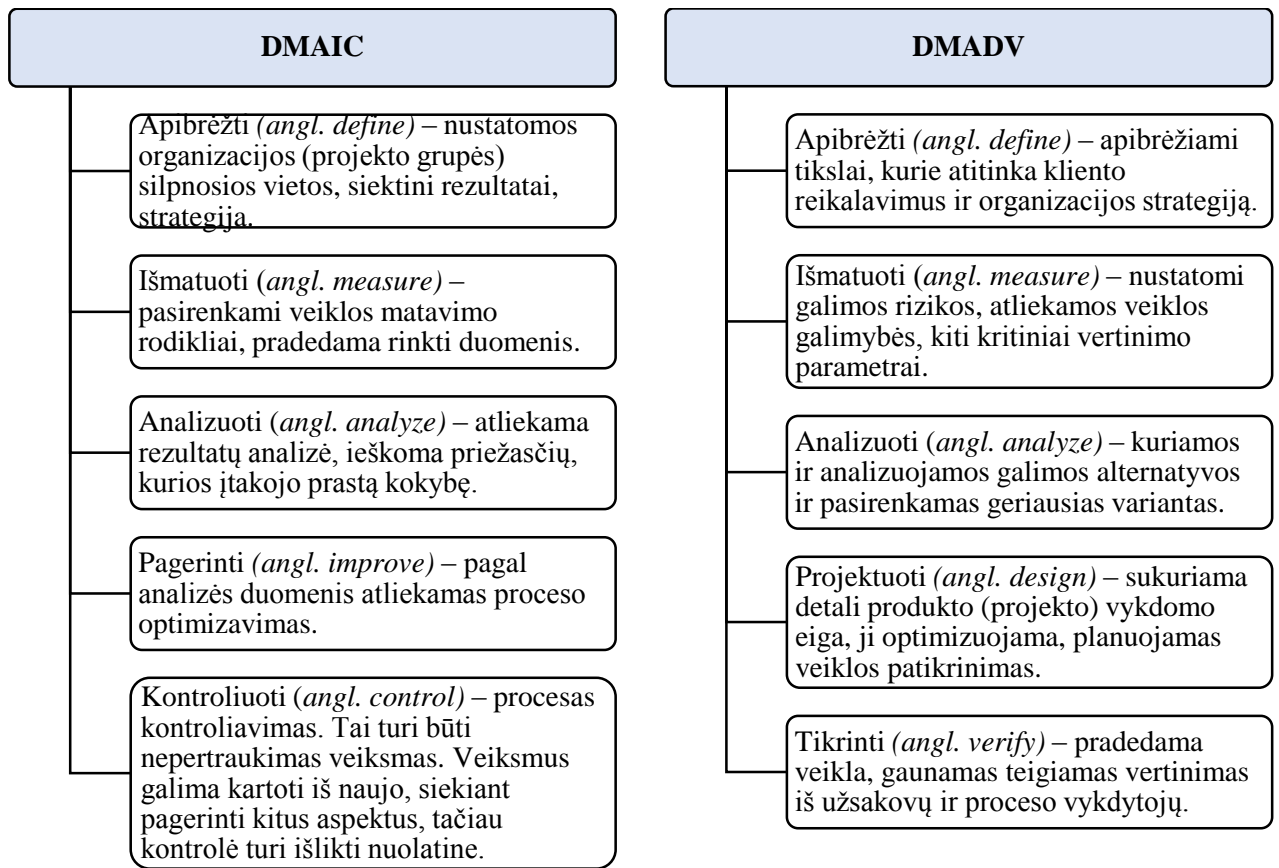 DMAIC
Apibrėžti (angl. define) – nustatomos
organizacijos (projekto grupės)
silpnosios vietos, siektini rezultatai,
strategija.
Išmatuoti (angl. measure) –
pasirenkami veiklos matavimo
rodikliai, pradedama rinkti duomenis.
Analizuoti (angl. analyze) – atliekama
rezultatų analizė, ieškoma priežasčių,
kurios įtakojo prastą kokybę.
Pagerinti (angl. improve) – pagal
analizės duomenis atliekamas proceso
optimizavimas.
Kontroliuoti (angl. control) – procesas
kontroliavimas. Tai turi būti
nepertraukimas veiksmas. Veiksmus
galima kartoti iš naujo, siekiant
pagerinti kitus aspektus, tačiau
kontrolė turi išlikti nuolatine.
DMADV
Apibrėžti (angl. define) – apibrėžiami
tikslai, kurie atitinka kliento
reikalavimus ir organizacijos strategiją.
Išmatuoti (angl. measure) – nustatomi
galimos rizikos, atliekamos veiklos
galimybės, kiti kritiniai vertinimo
parametrai.
Analizuoti (angl. analyze) – kuriamos
ir analizuojamos galimos alternatyvos
ir pasirenkamas geriausias variantas.
Projektuoti (angl. design) – sukuriama
detali produkto (projekto) vykdomo
eiga, ji optimizuojama, planuojamas
veiklos patikrinimas.
Tikrinti (angl. verify) – pradedama
veikla, gaunamas teigiamas vertinimas
iš užsakovų ir proceso vykdytojų.